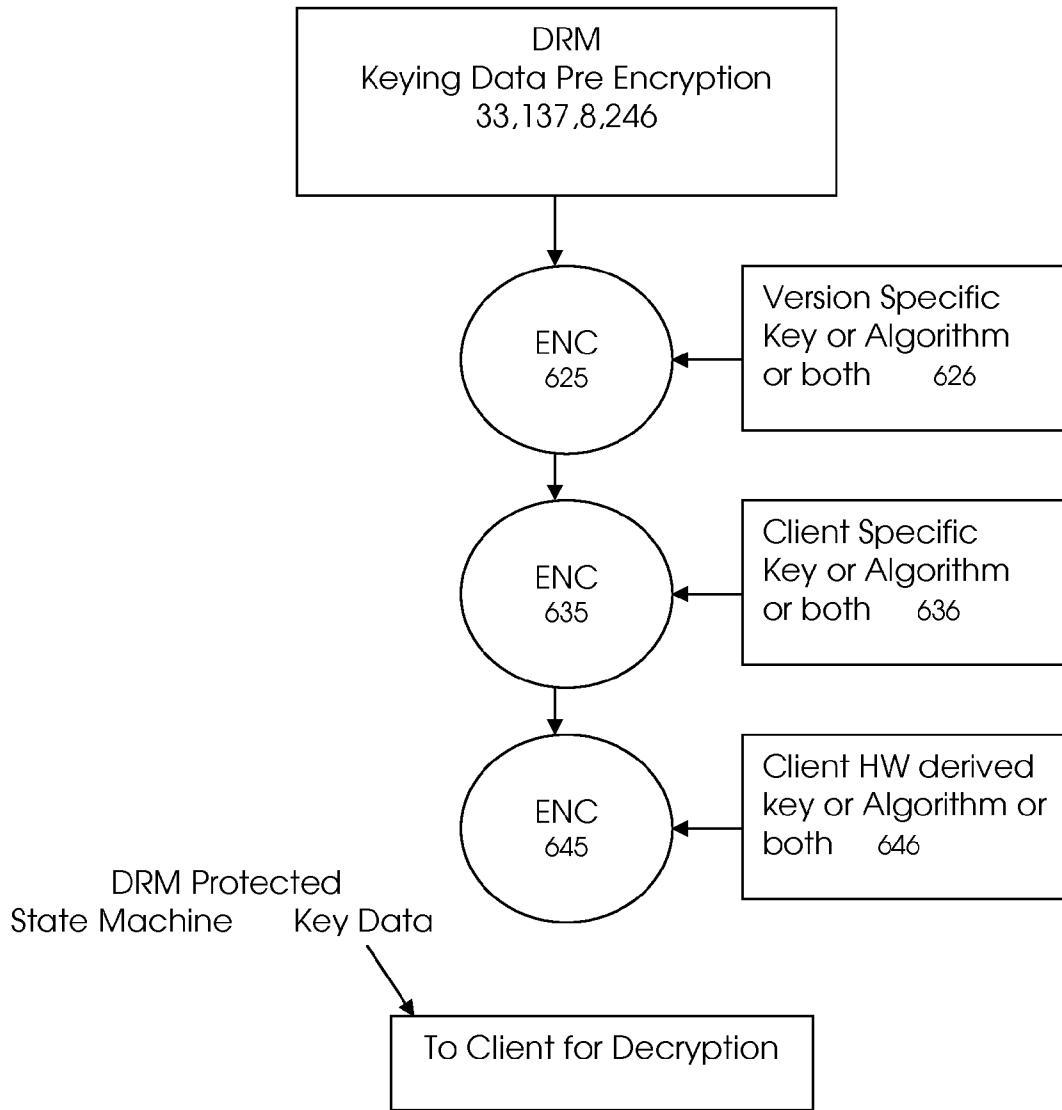 DRM
Keying Data Pre Encryption
33,137,8,246
ENC
625
Version Specific
Key or Algorithm
or both 626
ENC
635
Client Specific
Key or Algorithm
or both 636
ENC
645
Client HW derived
key or Algorithm or
both 646
DRM Protected
State Machine Key Data
To Client for Decryption